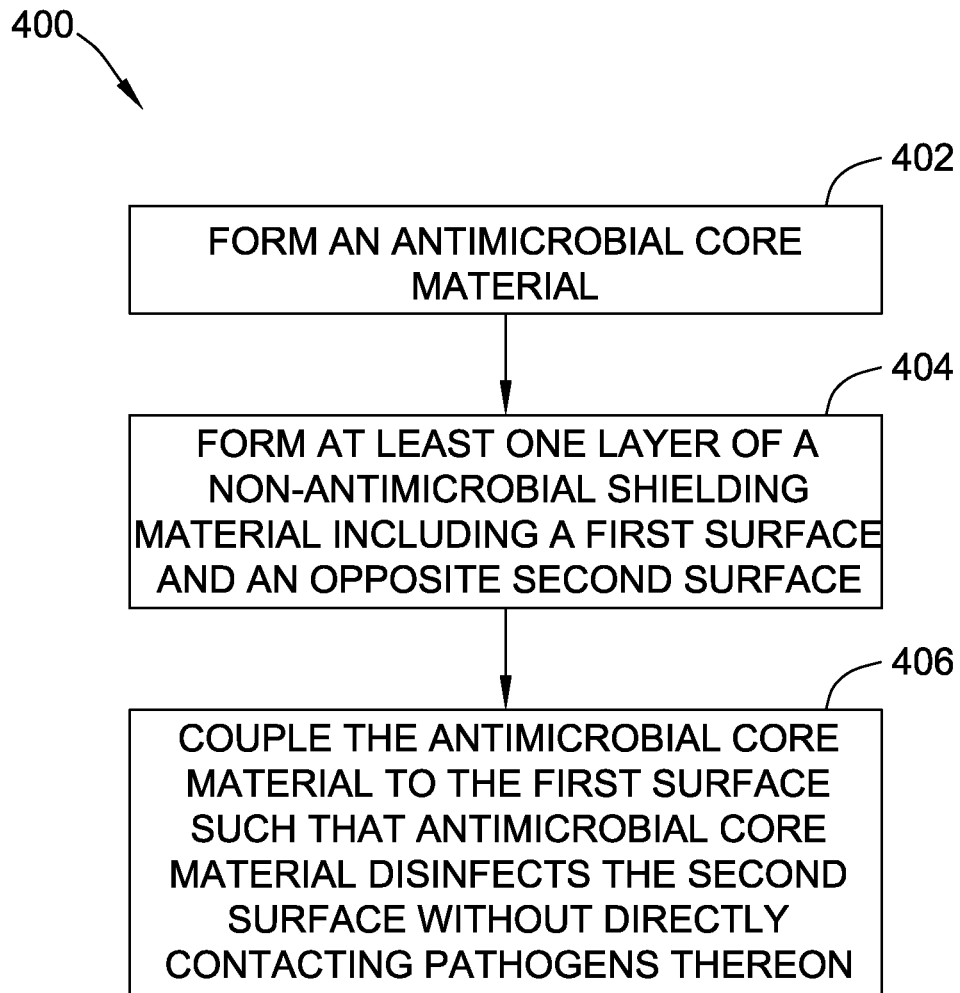 400
402
FORM AN ANTIMICROBIAL CORE
MATERIAL
404
FORM AT LEAST ONE LAYER OF A
NON-ANTIMICROBIAL SHIELDING
MATERIAL INCLUDING A FIRST SURFACE
AND AN OPPOSITE SECOND SURFACE
406
COUPLE THE ANTIMICROBIAL CORE
MATERIAL TO THE FIRST SURFACE
SUCH THAT ANTIMICROBIAL CORE
MATERIAL DISINFECTS THE SECOND
SURFACE WITHOUT DIRECTLY
CONTACTING PATHOGENS THEREON